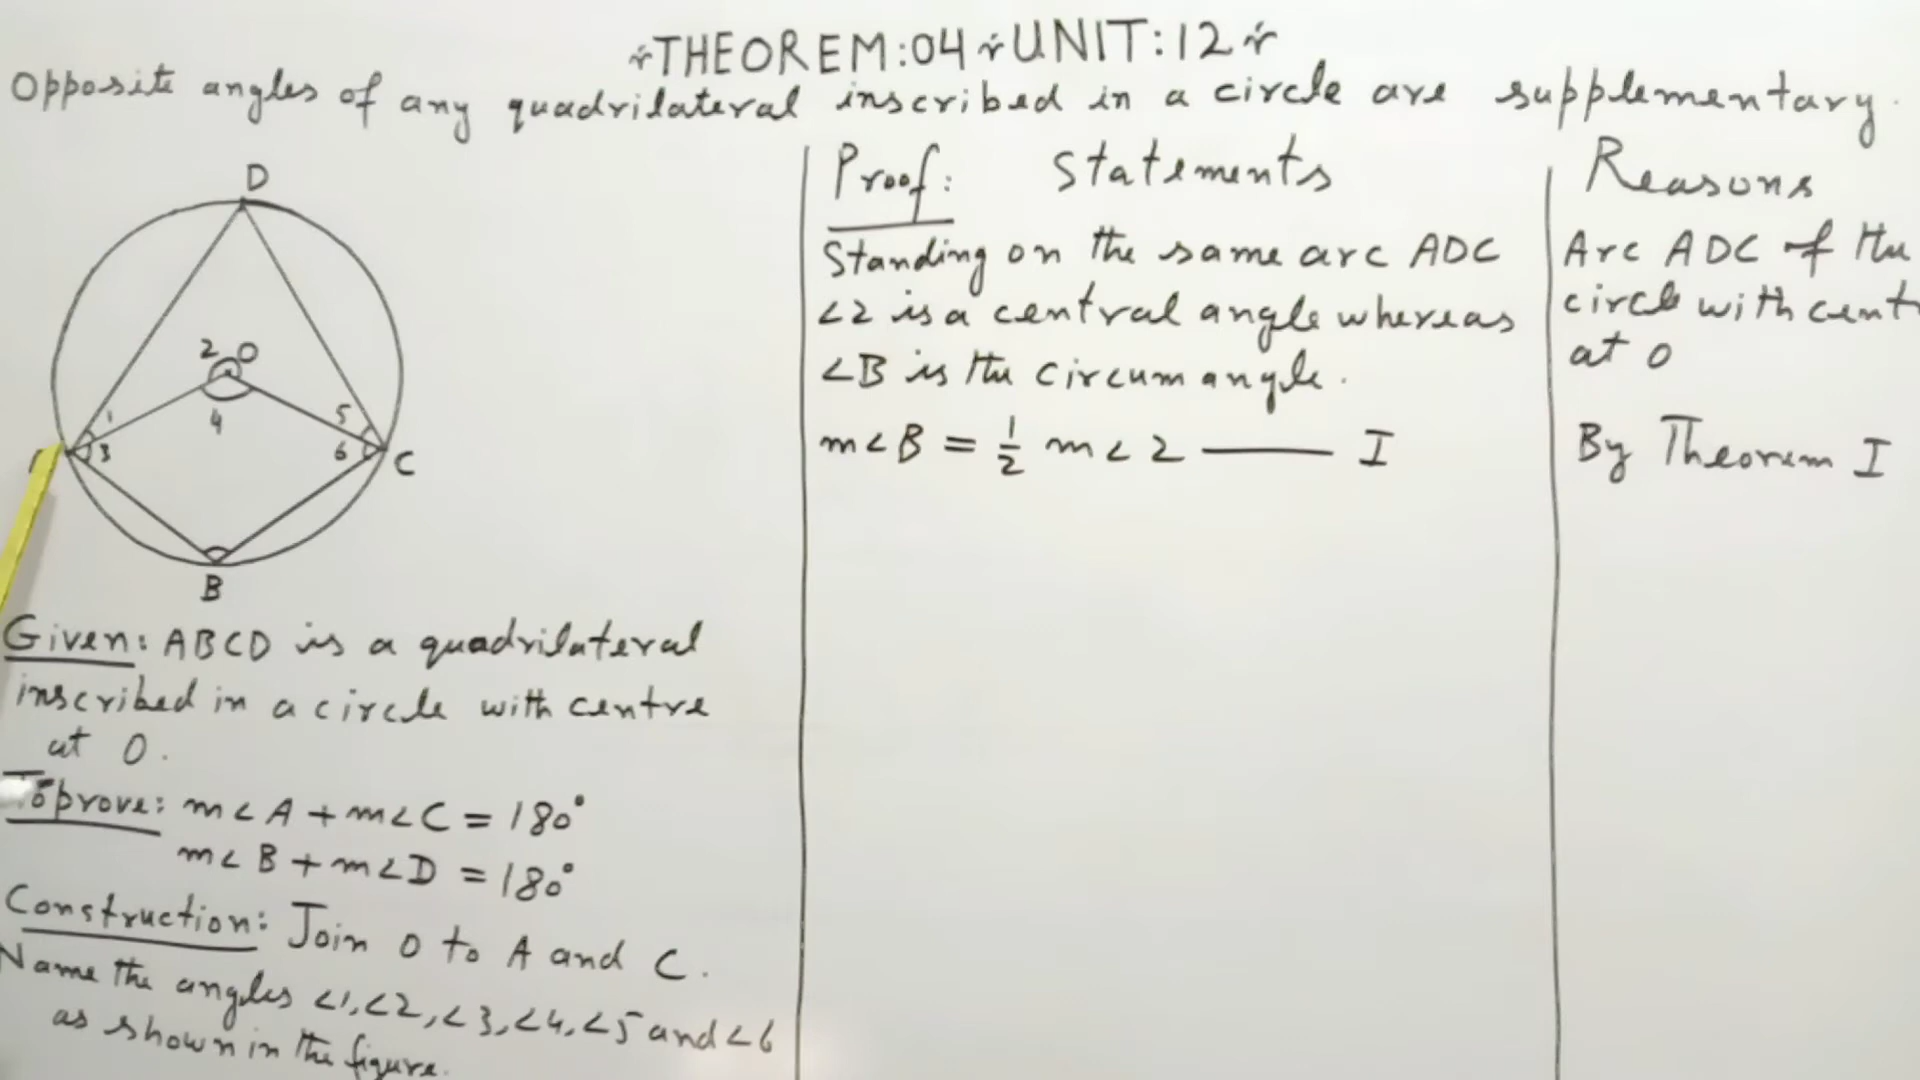 THEOREM:04 UNIT:12
Opposite angles of any quadrilateral inscribed in a circle are supplementary.
D
2 O
4
1
3
5
6
C
B
Given: ABCD is a quadrilateral
inscribed in a circle with centre
at O.
To prove: m∠A + m∠C = 180°
m∠B + m∠D = 180°
Construction: Join O to A and C.
Name the angles ∠1, ∠2, ∠3, ∠4, ∠5 and ∠6
as shown in the figure.
Proof: Statements
Standing on the same arc ADC
∠2 is a central angle whereas
∠B is the circum angle.
m∠B = 1/2 m∠2 —— I
Reasons
Arc ADC of the
circle with cent
at O
By Theorem I